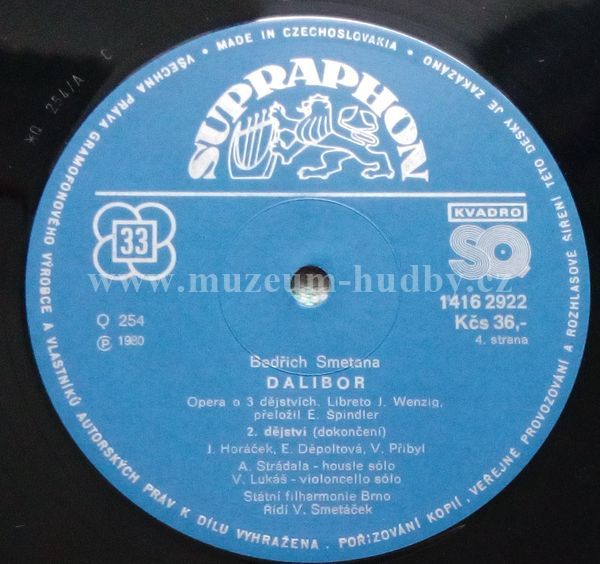 MADE IN CZECHOSLOVAKIA •
VŠECHNA PRÁVA GRAMOFONOVÉHO VÝROBCE A VLASTNÍKŮ AUTORSKÝCH PRÁV K DÍLU VYHRAŽENA. POŘIZOVÁNÍ KOPIÍ, VEŘEJNÉ PROVOZOVÁNÍ A ROZHLASOVÉ ŠÍŘENÍ TÉTO DESKY JE ZAKÁZÁNO •
SUPRAPHON
33
KVADRO
SQ
www.muzeum-hudby.cz
1416 2922
Kčs 36,-
4. strana
Q 254
Ⓟ 1980
Bedřich Smetana
DALIBOR
Opera o 3 dějstvích. Libreto J. Wenzig,
přeložil E. Špindler
2. dějství (dokončení)
J. Horáček, E. Děpoltová, V. Přibyl
A. Strádala - housle sólo
V. Lukáš - violoncello sólo
Státní filharmonie Brno
Řídí V. Smetáček